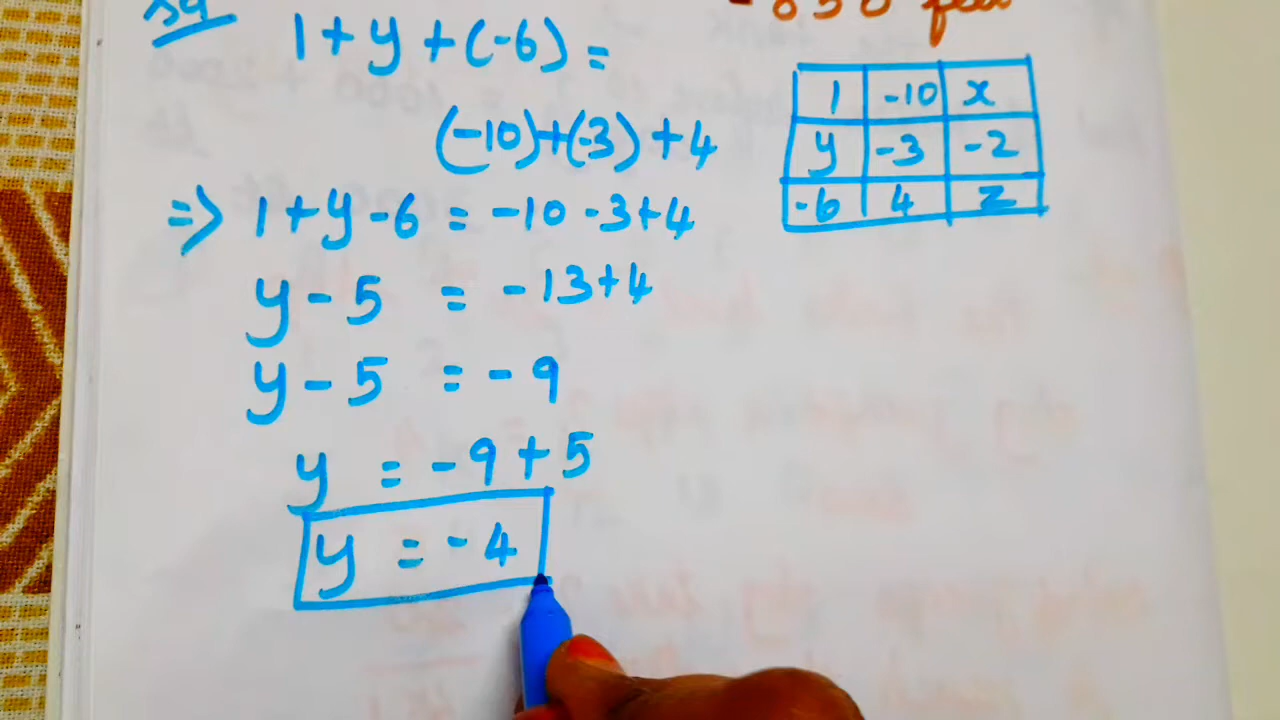 1 + y + (-6) =
(-10)+(-3) + 4
=> 1 + y - 6 = -10 - 3 + 4
y - 5 = -13+4
y - 5 = -9
y = -9 + 5
y = -4
1 -10 x
y -3 -2
-6 4 z